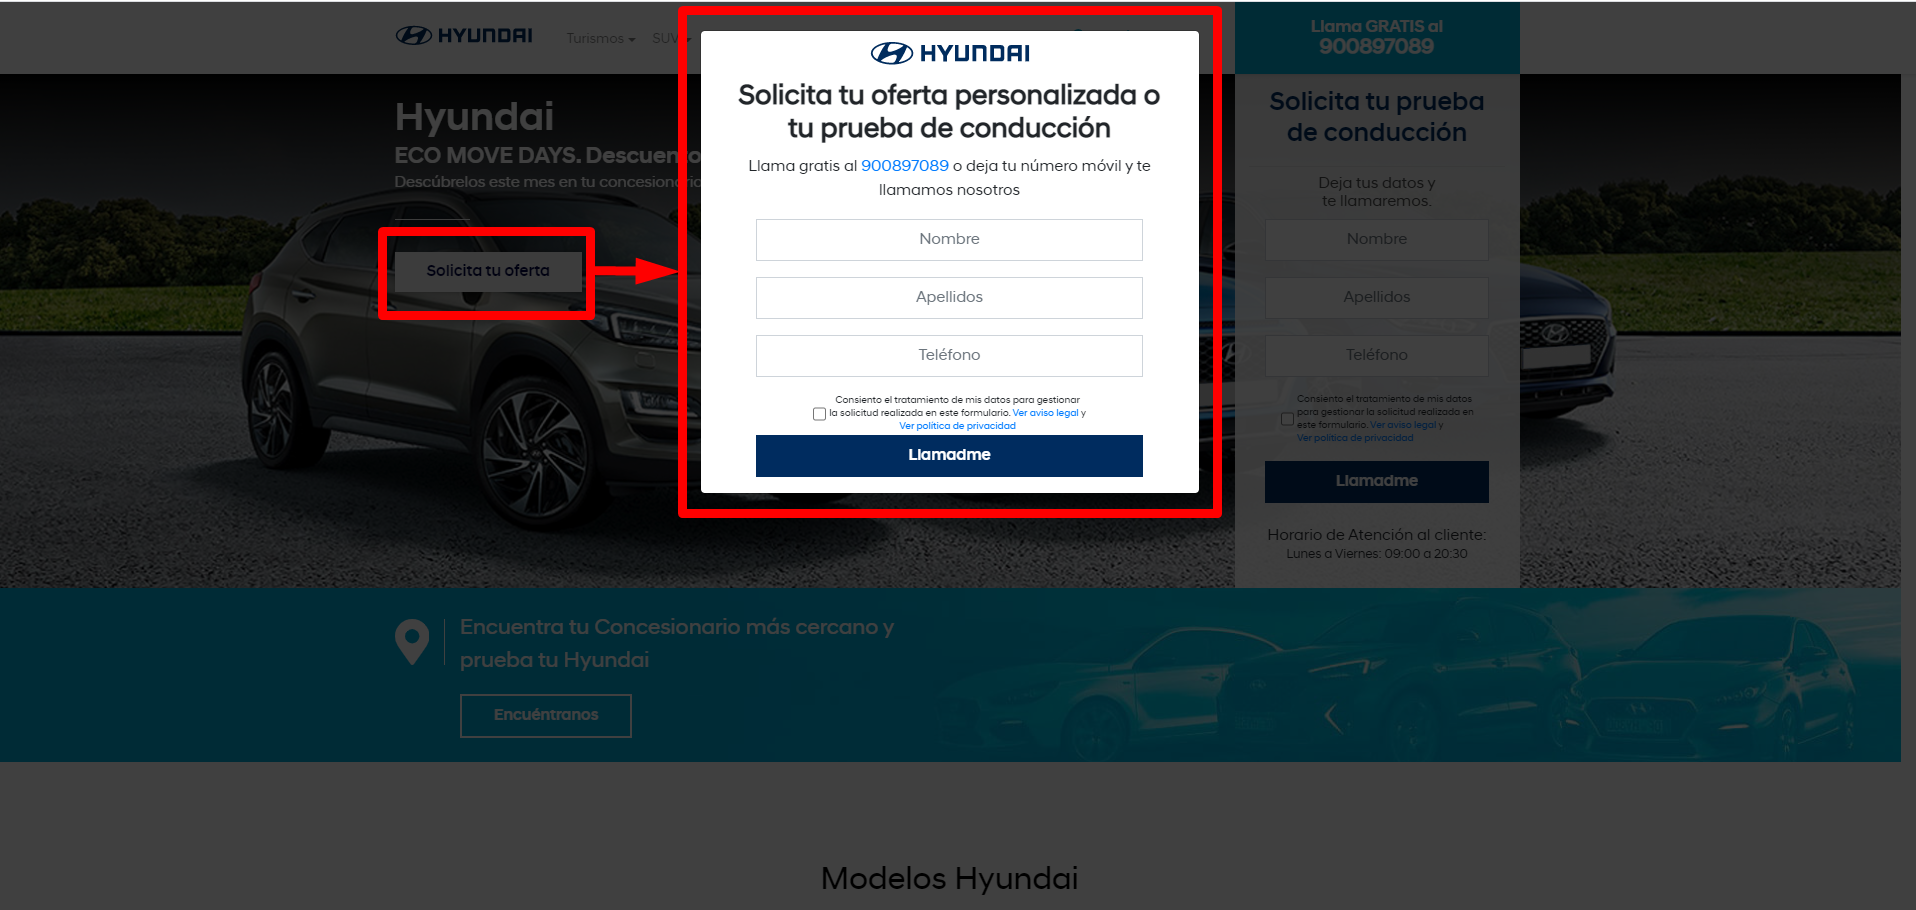 HYUNDAI
Turismos
SUV
Llama GRATIS al
900897089
Hyundai
ECO MOVE DAYS. Descuento
Descúbrelos este mes en tu concesionario
Solicita tu oferta
HYUNDAI
Solicita tu oferta personalizada o
tu prueba de conducción
Llama gratis al 900897089 o deja tu número móvil y te
llamamos nosotros
Nombre
Apellidos
Teléfono
Consiento el tratamiento de mis datos para gestionar
la solicitud realizada en este formulario. Ver aviso legal y
Ver política de privacidad
Llamadme
Solicita tu prueba
de conducción
Deja tus datos y
te llamaremos.
Nombre
Apellidos
Teléfono
Consiento el tratamiento de mis datos
para gestionar la solicitud realizada en
este formulario. Ver aviso legal y
Ver política de privacidad
Llamadme
Horario de Atención al cliente:
Lunes a Viernes: 09:00 a 20:30
Encuentra tu Concesionario más cercano y
prueba tu Hyundai
Encuéntranos
Modelos Hyundai